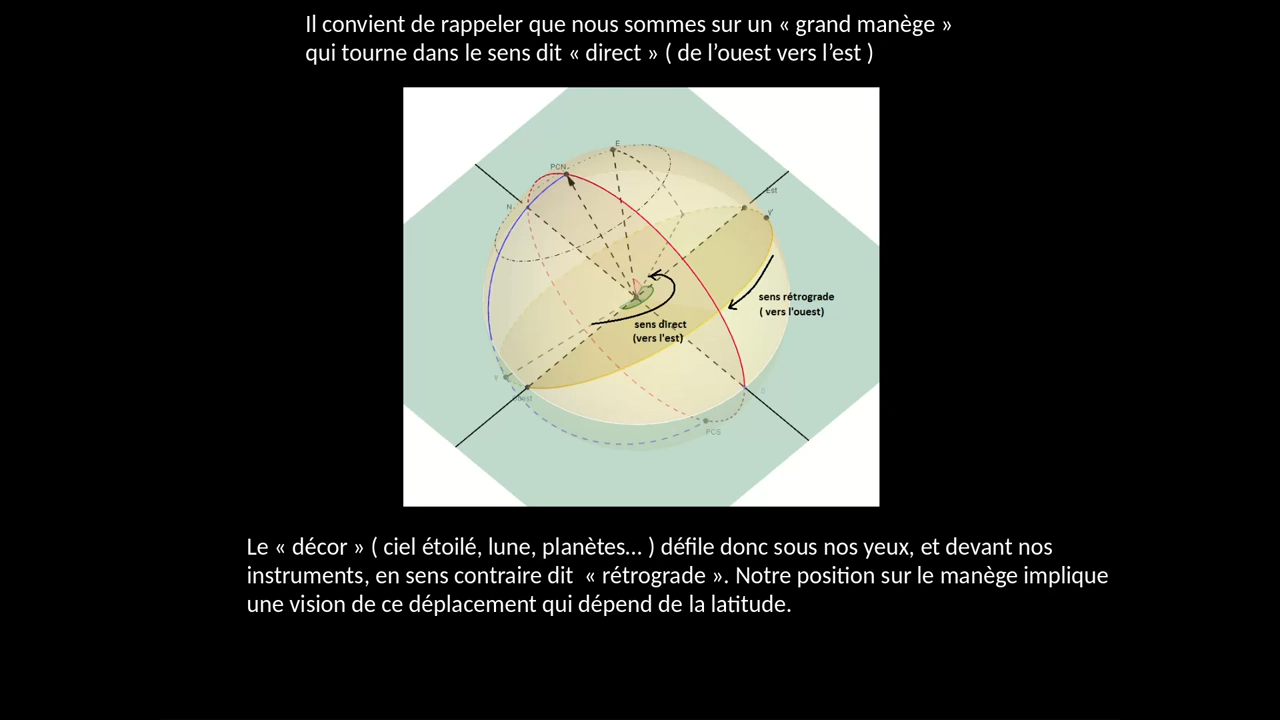 Il convient de rappeler que nous sommes sur un « grand manège »
qui tourne dans le sens dit « direct » ( de l’ouest vers l’est )
E
PCN
Est
N
γ'
sens rétrograde
( vers l'ouest)
sens direct
(vers l'est)
γ
Ouest
S
PCS
Le « décor » ( ciel étoilé, lune, planètes... ) défile donc sous nos yeux, et devant nos
instruments, en sens contraire dit  « rétrograde ». Notre position sur le manège implique
une vision de ce déplacement qui dépend de la latitude.